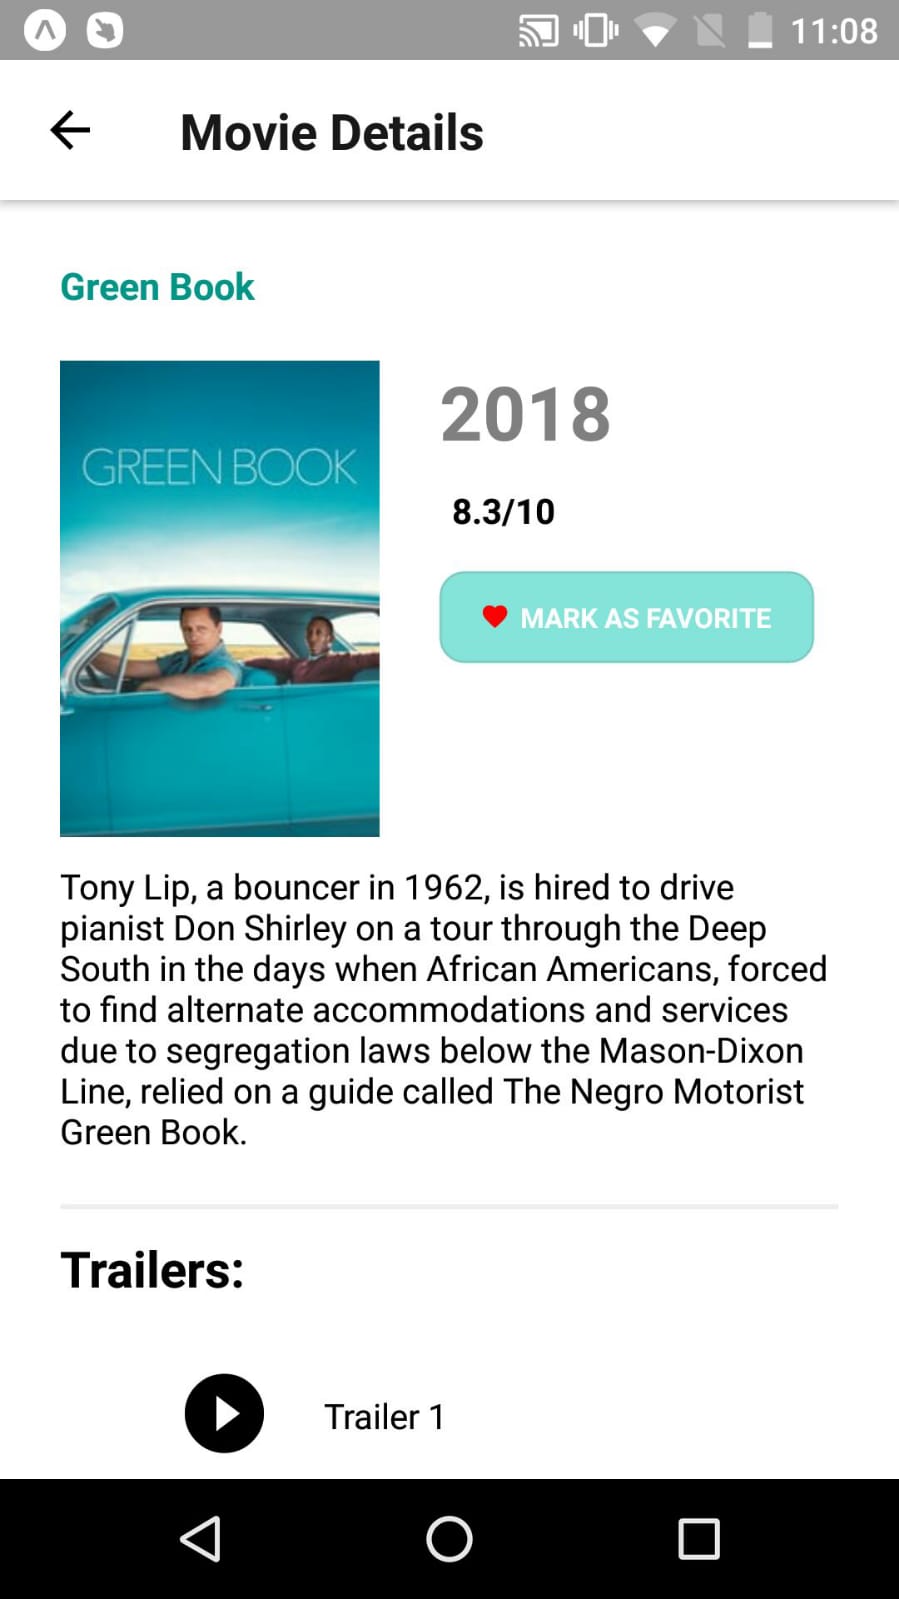 11:08
Movie Details
Green Book
GREEN BOOK
2018
8.3/10
MARK AS FAVORITE
Tony Lip, a bouncer in 1962, is hired to drive
pianist Don Shirley on a tour through the Deep
South in the days when African Americans, forced
to find alternate accommodations and services
due to segregation laws below the Mason-Dixon
Line, relied on a guide called The Negro Motorist
Green Book.
Trailers:
Trailer 1